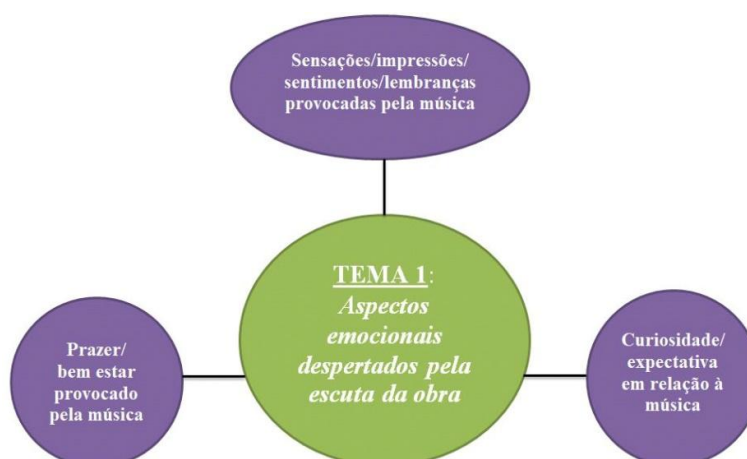 Sensações/impressões/
sentimentos/lembranças
provocadas pela música
TEMA 1:
Aspectos
emocionais
despertados pela
escuta da obra
Prazer/
bem estar
provocado
pela música
Curiosidade/
expectativa
em relação à
música